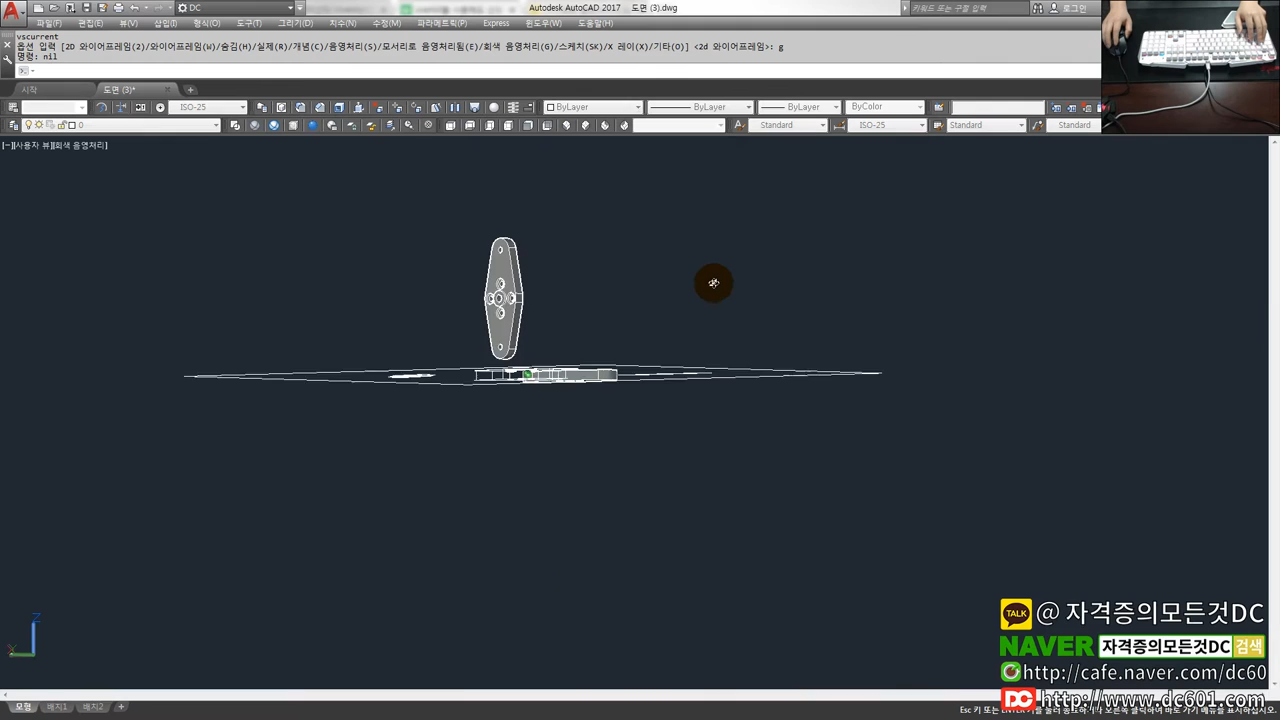 DC
Autodesk AutoCAD 2017 도면 (3).dwg
키워드 또는 구절 입력
로그인
파일(F) 편집(E) 뷰(V) 삽입(I) 형식(O) 도구(T) 그리기(D) 치수(N) 수정(M) 파라메트릭(P) Express 윈도우(W) 도움말(H)
vscurrent
옵션 입력 [2D 와이어프레임(2)/와이어프레임(W)/숨김(H)/실제(R)/개념(C)/음영처리(S)/모서리로 음영처리됨(E)/회색 음영처리(G)/스케치(SK)/X 레이(X)/기타(O)] <2d 와이어프레임>: g
명령: nil
시작 도면 (3)*
ISO-25 ByLayer ByLayer ByLayer ByColor
0 Standard ISO-25 Standard Standard
[-][사용자 뷰][회색 음영처리]
Z
TALK @ 자격증의모든것DC
NAVER 자격증의모든것DC 검색
http://cafe.naver.com/dc60
DC http://www.dc601.com
모형 배치1 배치2